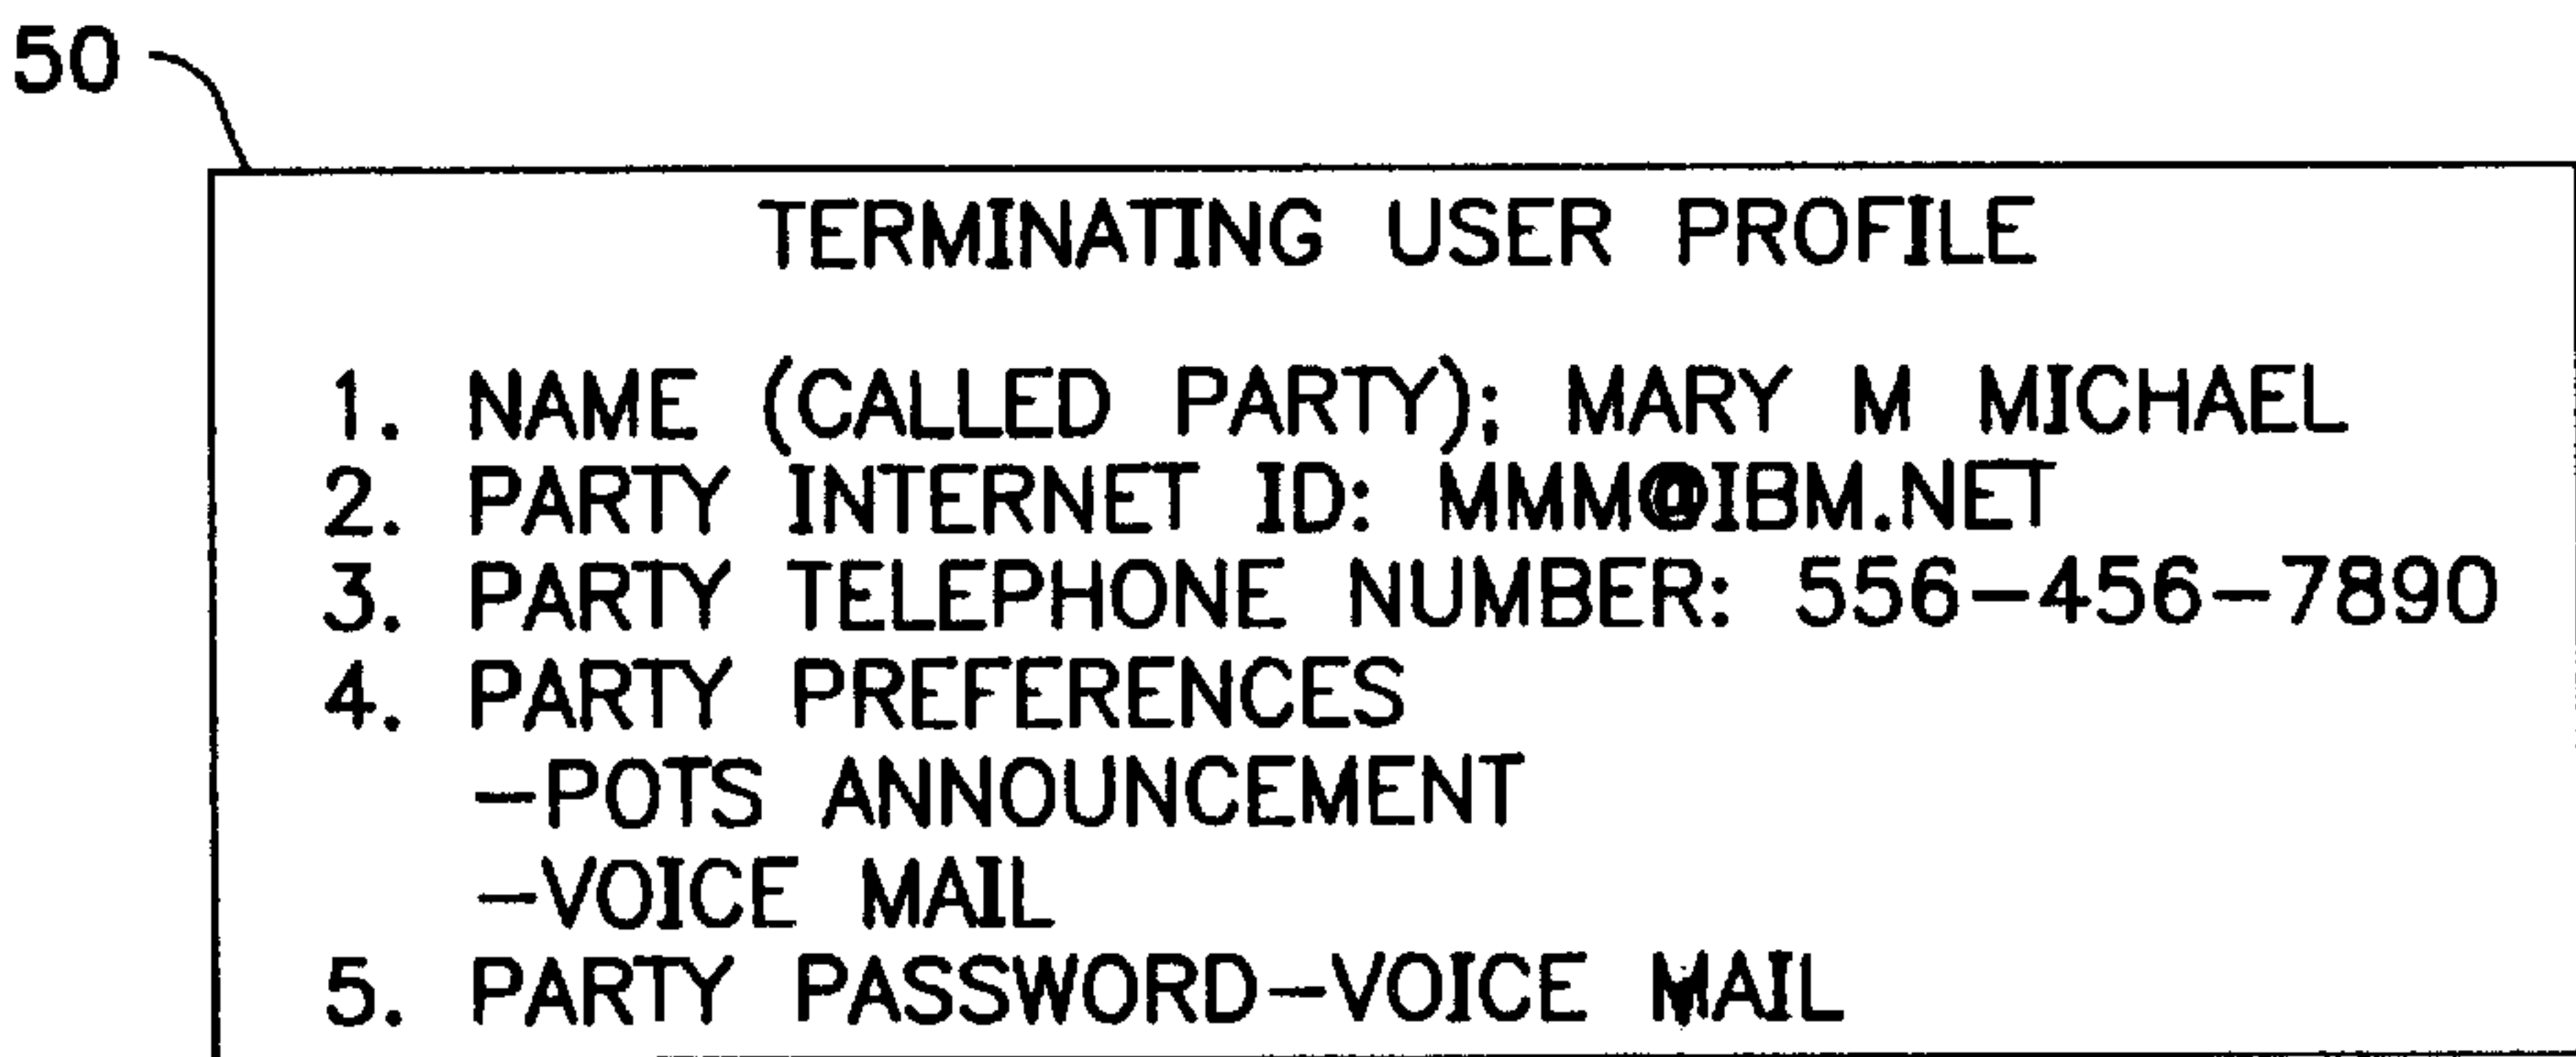 50
TERMINATING USER PROFILE
1. NAME (CALLED PARTY); MARY M MICHAEL
2. PARTY INTERNET ID: MMM@IBM.NET
3. PARTY TELEPHONE NUMBER: 556-456-7890
4. PARTY PREFERENCES
-POTS ANNOUNCEMENT
-VOICE MAIL
5. PARTY PASSWORD-VOICE MAIL